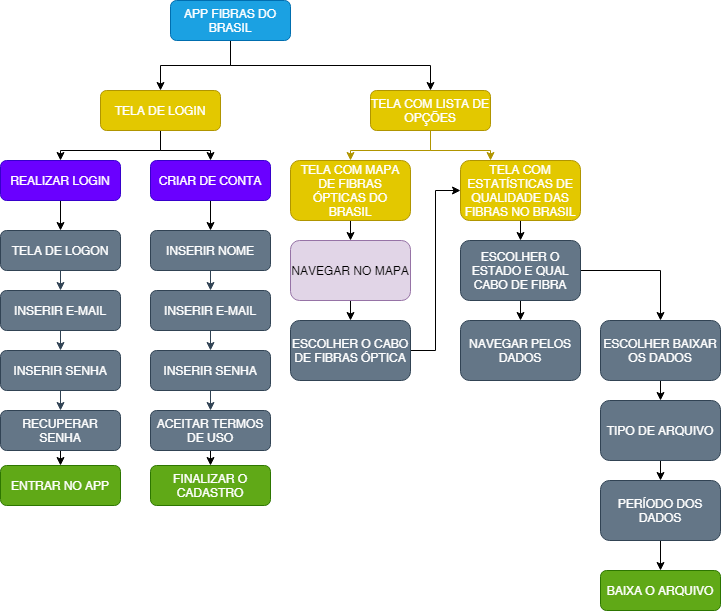 APP FIBRAS DO
BRASIL
TELA DE LOGIN
TELA COM LISTA DE
OPÇÕES
REALIZAR LOGIN
CRIAR DE CONTA
TELA COM MAPA
DE FIBRAS
ÓPTICAS DO
BRASIL
TELA COM
ESTATÍSTICAS DE
QUALIDADE DAS
FIBRAS NO BRASIL
TELA DE LOGON
INSERIR NOME
NAVEGAR NO MAPA
ESCOLHER O
ESTADO E QUAL
CABO DE FIBRA
INSERIR E-MAIL
INSERIR E-MAIL
ESCOLHER O CABO
DE FIBRAS ÓPTICA
NAVEGAR PELOS
DADOS
ESCOLHER BAIXAR
OS DADOS
INSERIR SENHA
INSERIR SENHA
RECUPERAR
SENHA
ACEITAR TERMOS
DE USO
TIPO DE ARQUIVO
ENTRAR NO APP
FINALIZAR O
CADASTRO
PERÍODO DOS
DADOS
BAIXA O ARQUIVO